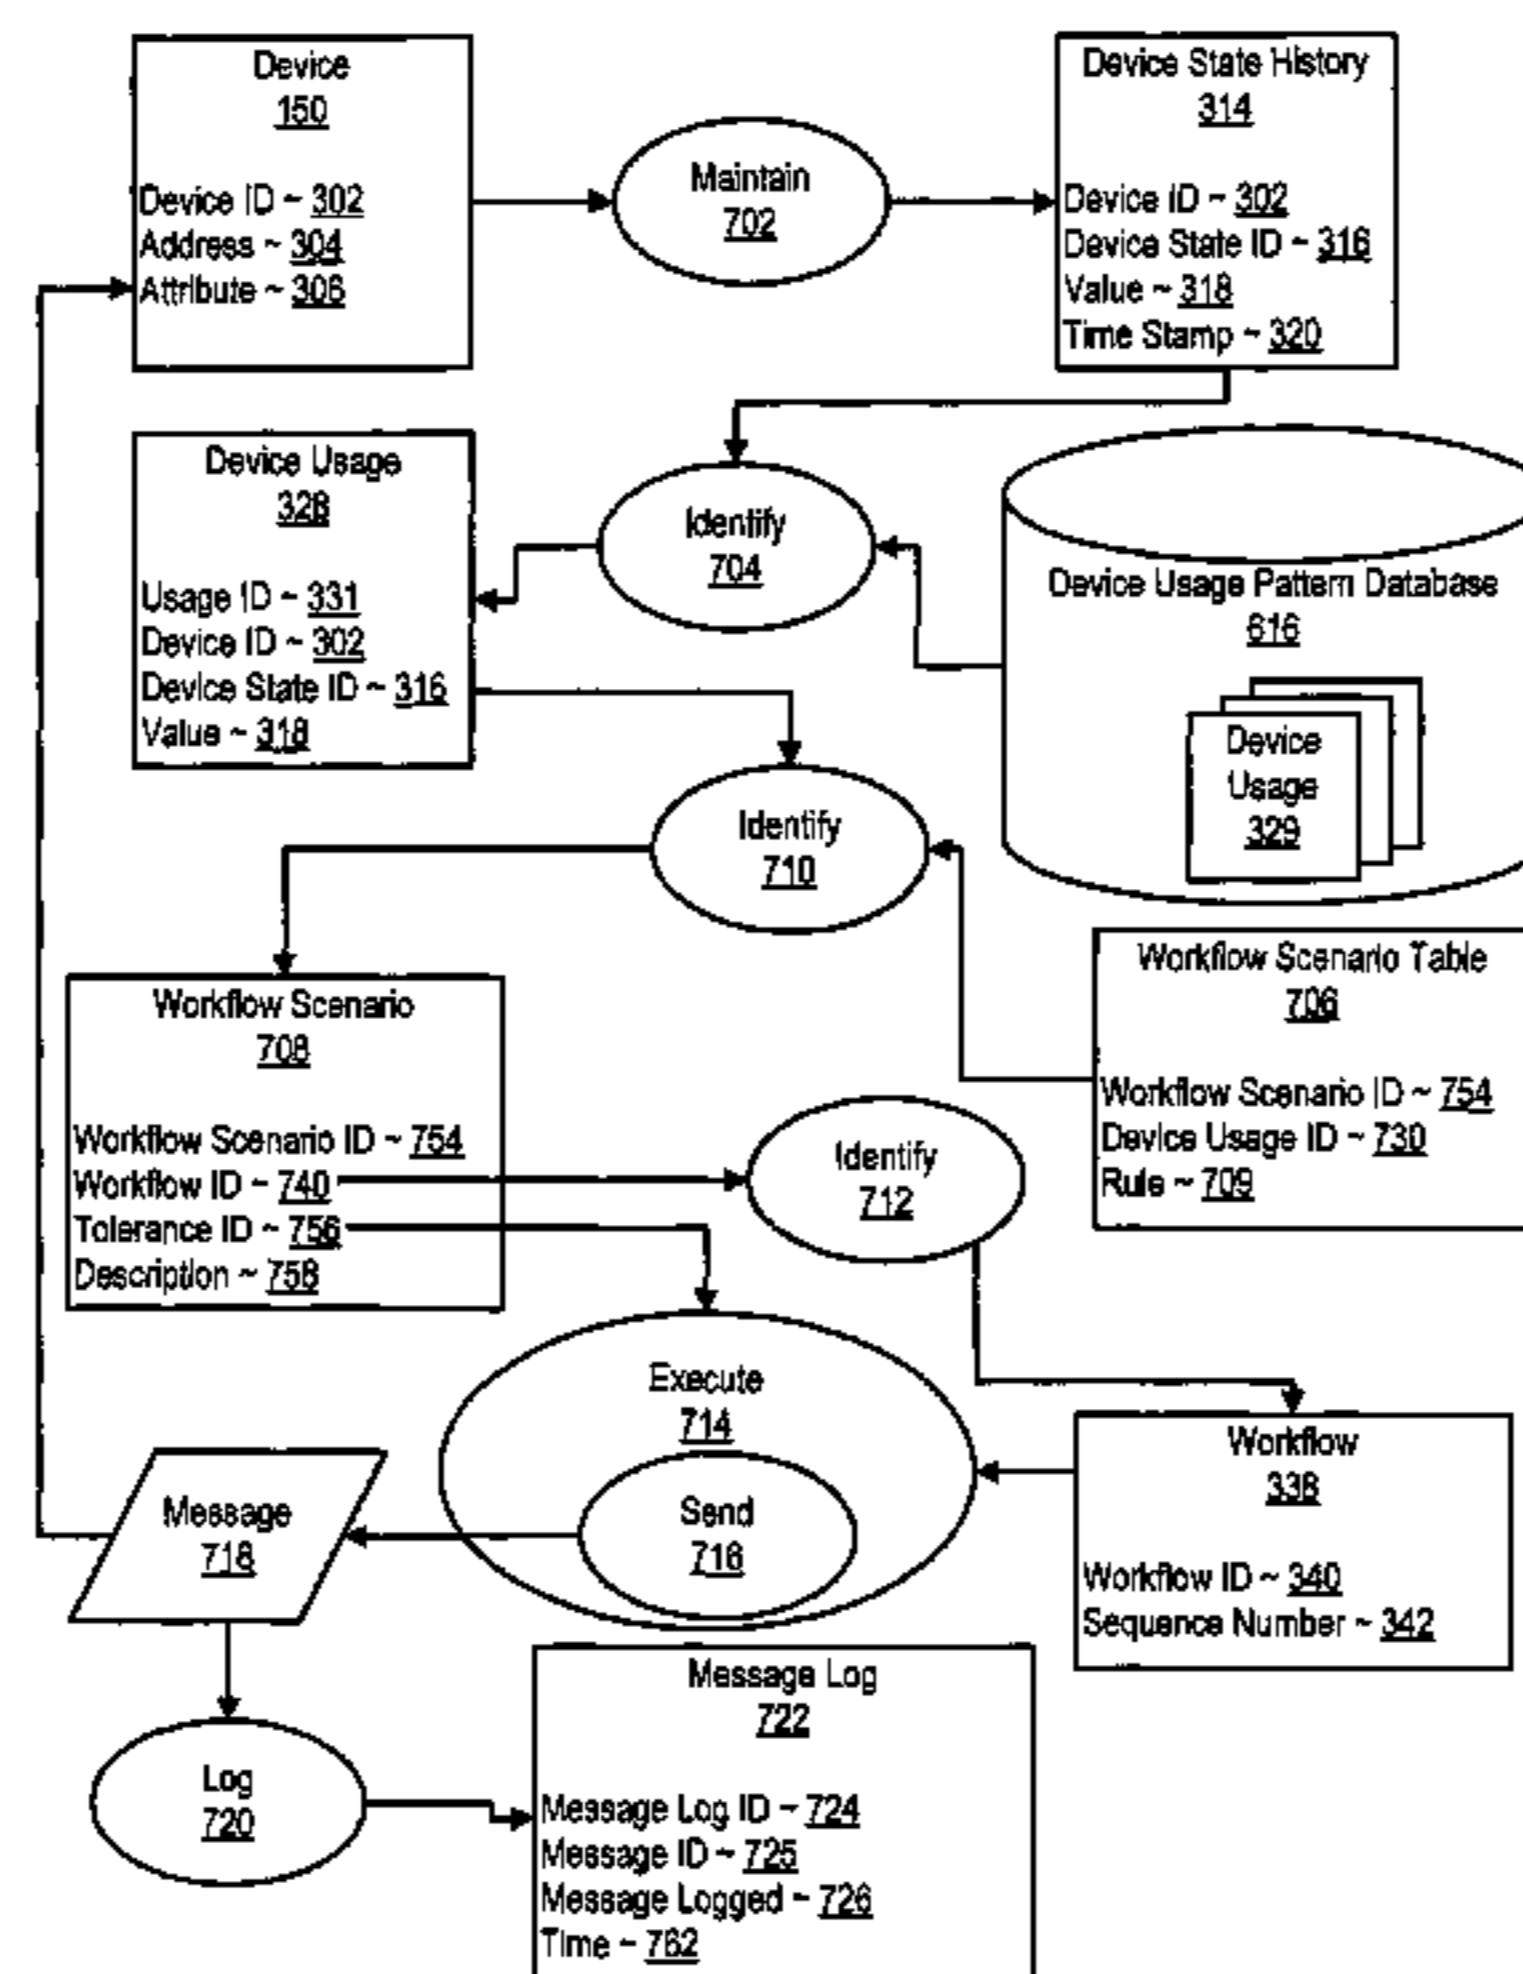 Device
150
Device ID ~ 302
Address ~ 304
Attribute ~ 306
Maintain
702
Device State History
314
Device ID ~ 302
Device State ID ~ 316
Value ~ 318
Time Stamp ~ 320
Device Usage
328
Usage ID ~ 331
Device ID ~ 302
Device State ID ~ 316
Value ~ 318
Identify
704
Device Usage Pattern Database
616
Device
Usage
329
Identify
710
Workflow Scenario Table
706
Workflow Scenario ID ~ 754
Device Usage ID ~ 730
Rule ~ 709
Workflow Scenario
708
Workflow Scenario ID ~ 754
Workflow ID ~ 740
Tolerance ID ~ 756
Description ~ 758
Identify
712
Execute
714
Send
716
Message
718
Workflow
338
Workflow ID ~ 340
Sequence Number ~ 342
Log
720
Message Log
722
Message Log ID ~ 724
Message ID ~ 725
Message Logged ~ 726
Time ~ 762